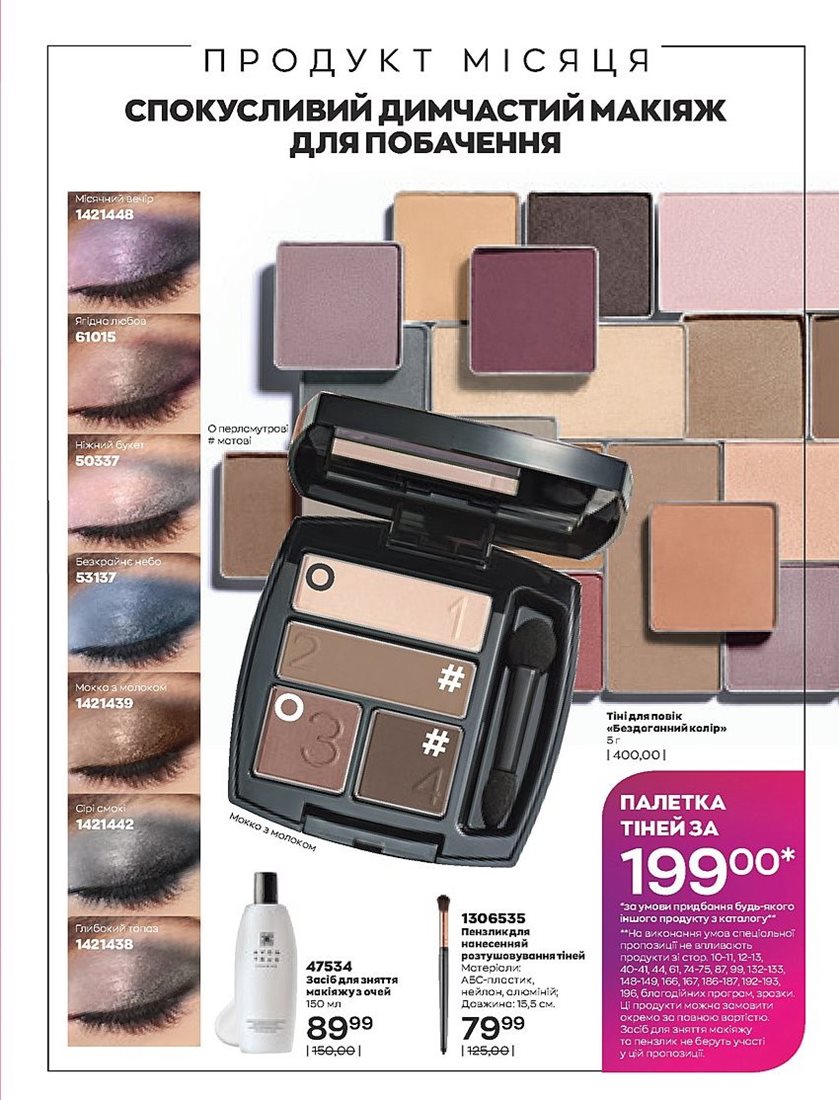 ПРОДУКТ МІСЯЦЯ
СПОКУСЛИВИЙ ДИМЧАСТИЙ МАКІЯЖ
ДЛЯ ПОБАЧЕННЯ
Місячний вечір
1421448
Ягідна любов
61015
Ніжний букет
50337
Безкрайнє небо
53137
Мокко з молоком
1421439
Сірі смокі
1421442
Глибокий топаз
1421438
О перламутрові
# матові
1
2
#
3
#
4
Мокко з молоком
Тіні для повік
«Бездоганний колір»
5 г
| 400,00 |
ПАЛЕТКА
ТІНЕЙ ЗА
19900*
*за умови придбання будь-якого
іншого продукту з каталогу**
**На виконання умов спеціальної
пропозиції не впливають
продукти зі стор. 10-11, 12-13,
40-41, 44, 61, 74-75, 87, 99, 132-133,
148-149, 166, 167, 186-187, 192-193,
196, благодійних програм, зразки.
Ці продукти можна замовити
окремо за повною вартістю.
Засіб для зняття макіяжу
та пензлик не беруть участі
у цій пропозиції.
47534
Засіб для зняття
макіяжу з очей
150 мл
8999
| 150,00 |
1306535
Пензлик для
нанесення й
розтушовування тіней
Матеріали:
АБС-пластик,
нейлон, алюміній;
Довжина: 15,5 см.
7999
| 125,00 |